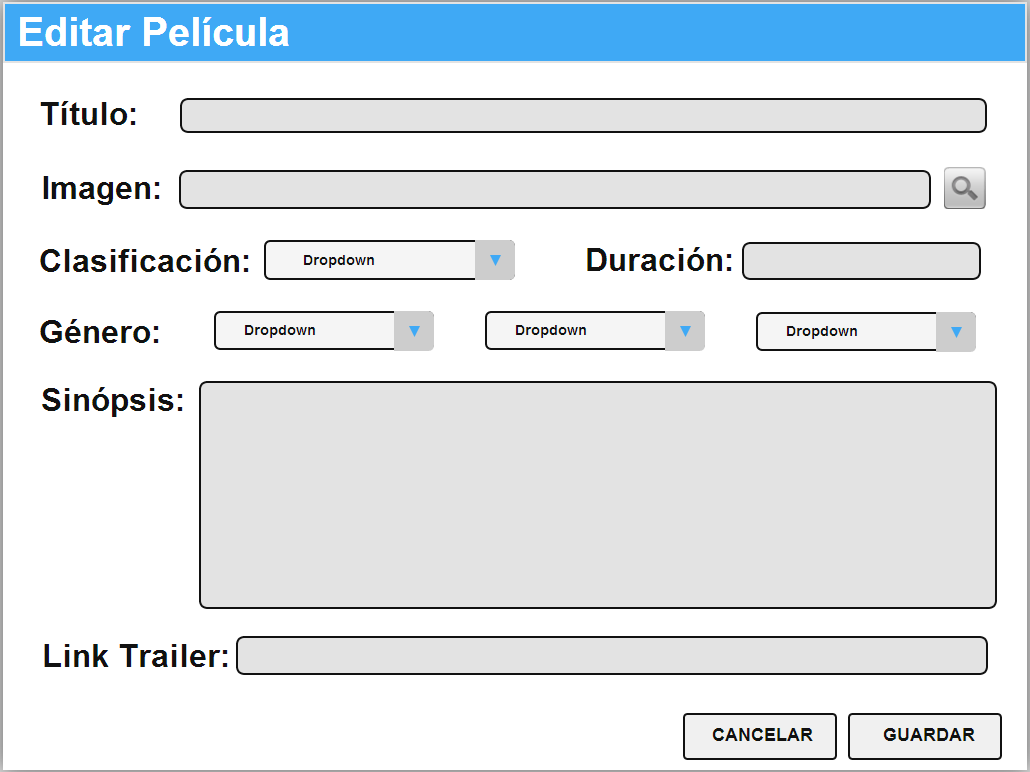 Editar Película
Título:
Imagen:
Clasificación: Dropdown Duración:
Género: Dropdown Dropdown Dropdown
Sinópsis:
Link Trailer:
CANCELAR GUARDAR